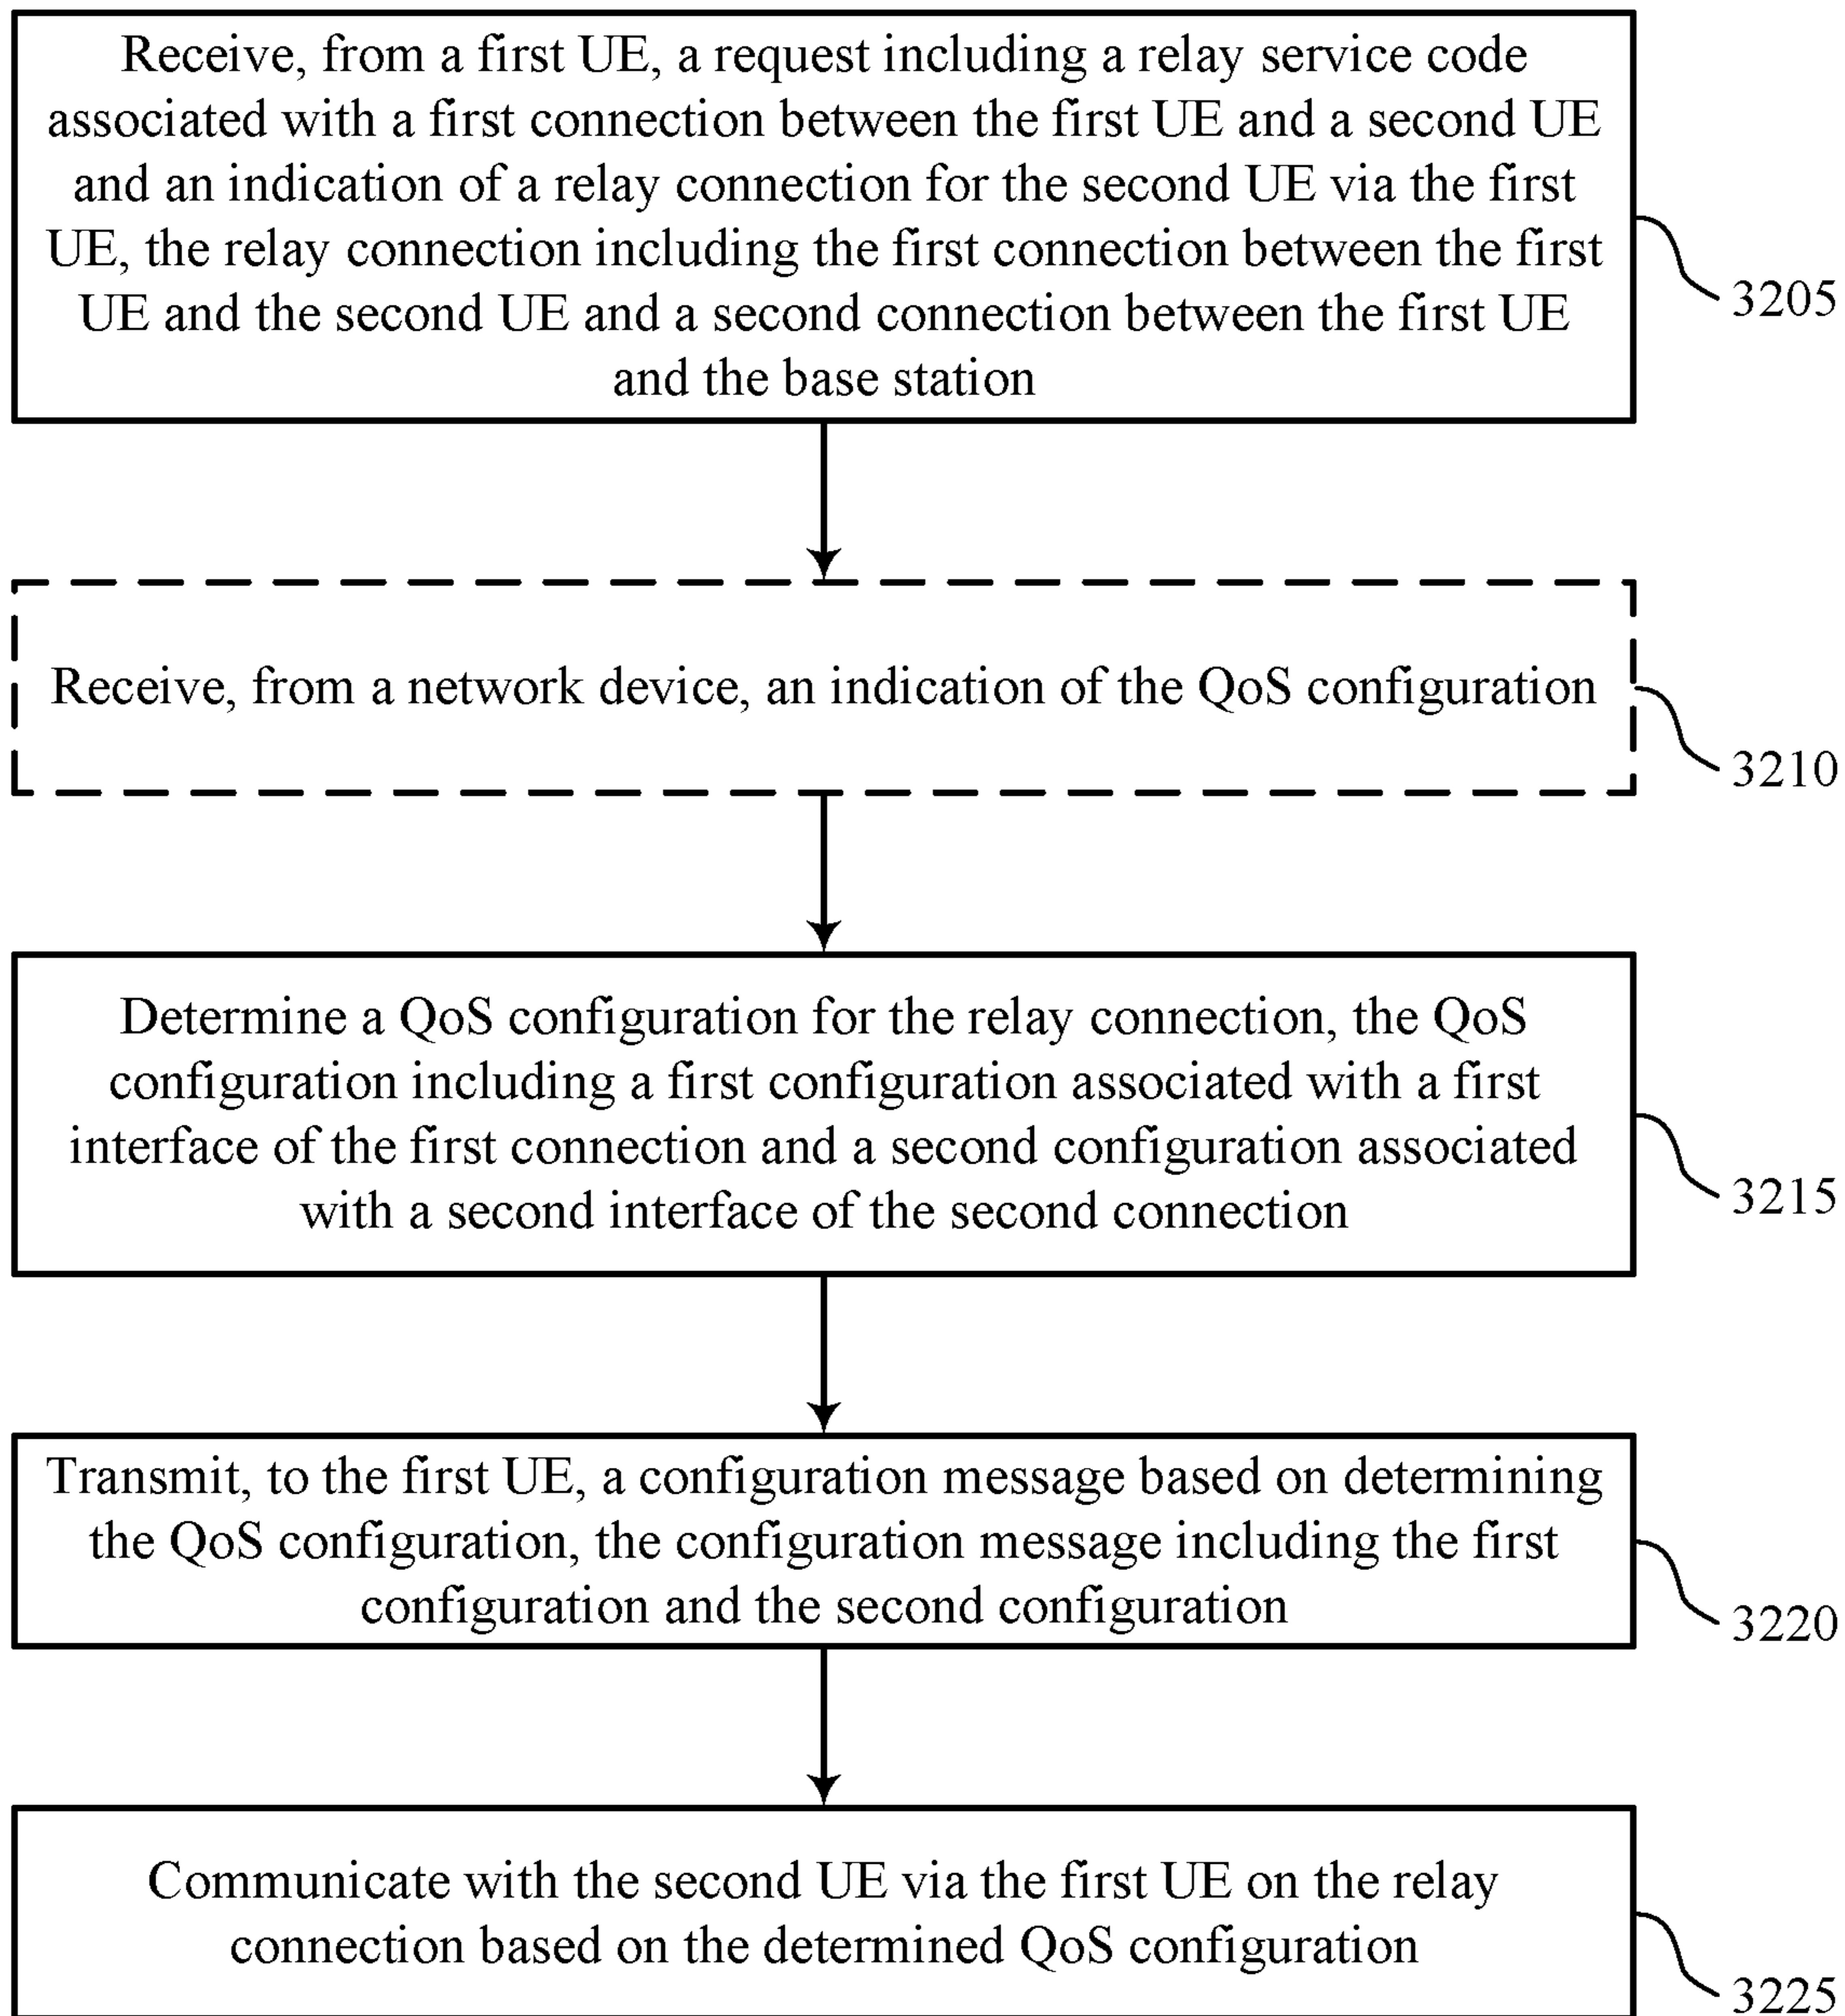 Receive, from a first UE, a request including a relay service code
associated with a first connection between the first UE and a second UE
and an indication of a relay connection for the second UE via the first
UE, the relay connection including the first connection between the first
UE and the second UE and a second connection between the first UE
and the base station
3205
Receive, from a network device, an indication of the QoS configuration
3210
Determine a QoS configuration for the relay connection, the QoS
configuration including a first configuration associated with a first
interface of the first connection and a second configuration associated
with a second interface of the second connection
3215
Transmit, to the first UE, a configuration message based on determining
the QoS configuration, the configuration message including the first
configuration and the second configuration
3220
Communicate with the second UE via the first UE on the relay
connection based on the determined QoS configuration
3225